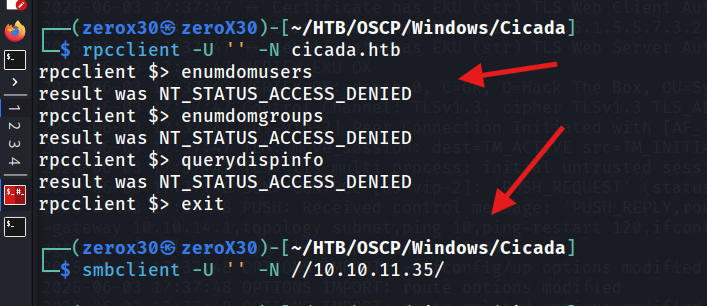 ┌──(zerox30㉿zeroX30)-[~/HTB/OSCP/Windows/Cicada]
└─$ rpcclient -U '' -N cicada.htb
rpcclient $> enumdomusers
result was NT_STATUS_ACCESS_DENIED
rpcclient $> enumdomgroups
result was NT_STATUS_ACCESS_DENIED
rpcclient $> querydispinfo
result was NT_STATUS_ACCESS_DENIED
rpcclient $> exit
┌──(zerox30㉿zeroX30)-[~/HTB/OSCP/Windows/Cicada]
└─$ smbclient -U '' -N //10.10.11.35/
1
2
3
4